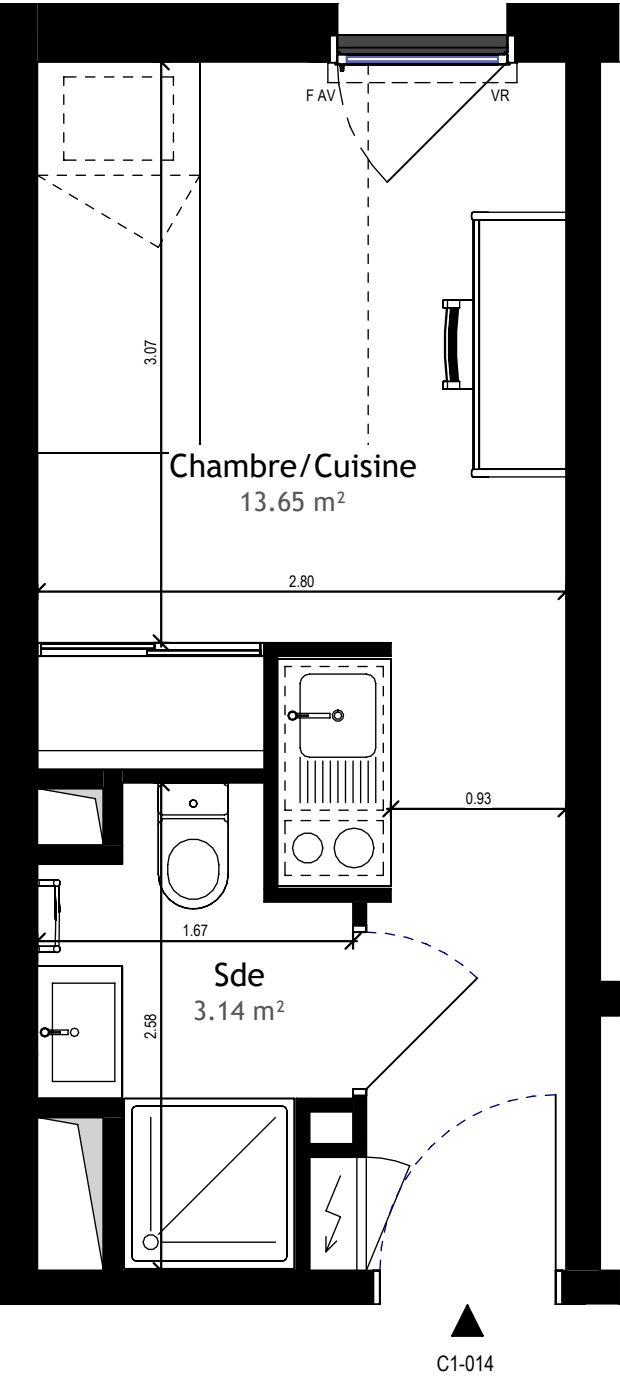 F AV
VR
3.07
Chambre/Cuisine
13.65 m²
2.80
0.93
1.67
Sde
3.14 m²
2.58
C1-014